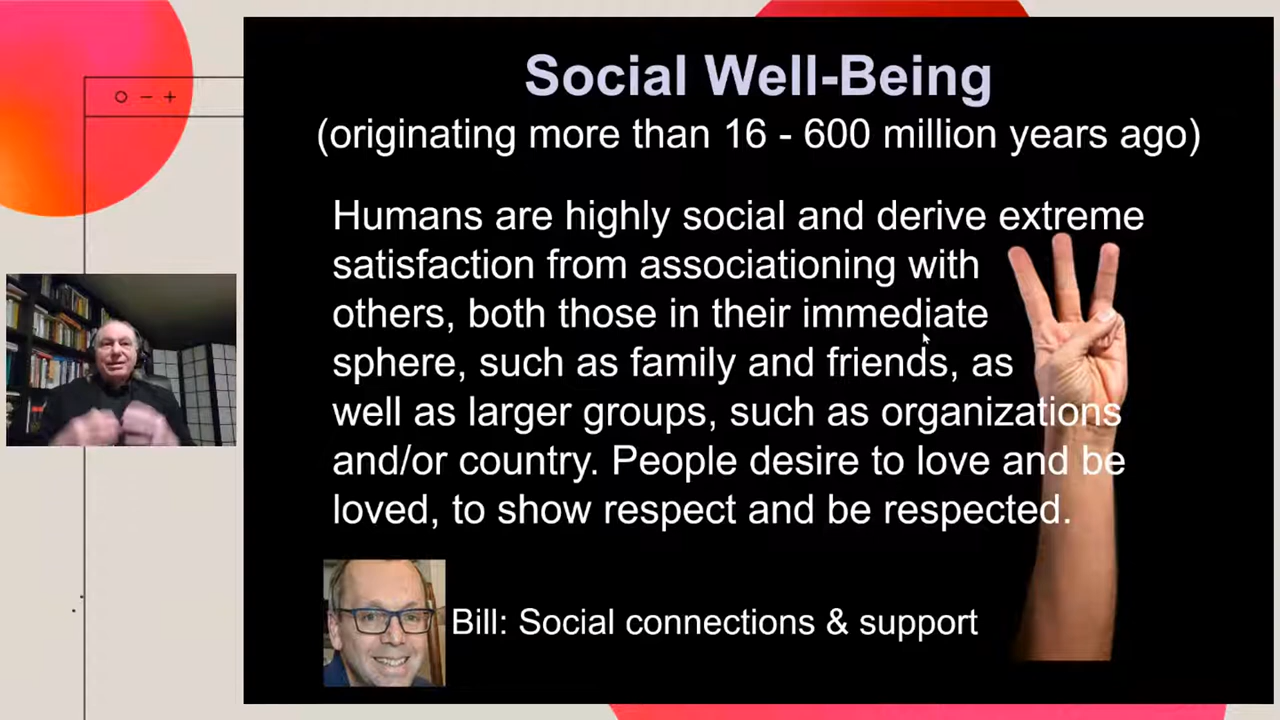 Social Well-Being
(originating more than 16 - 600 million years ago)
Humans are highly social and derive extreme
satisfaction from associationing with
others, both those in their immediate
sphere, such as family and friends, as
well as larger groups, such as organizations
and/or country. People desire to love and be
loved, to show respect and be respected.
Bill: Social connections & support